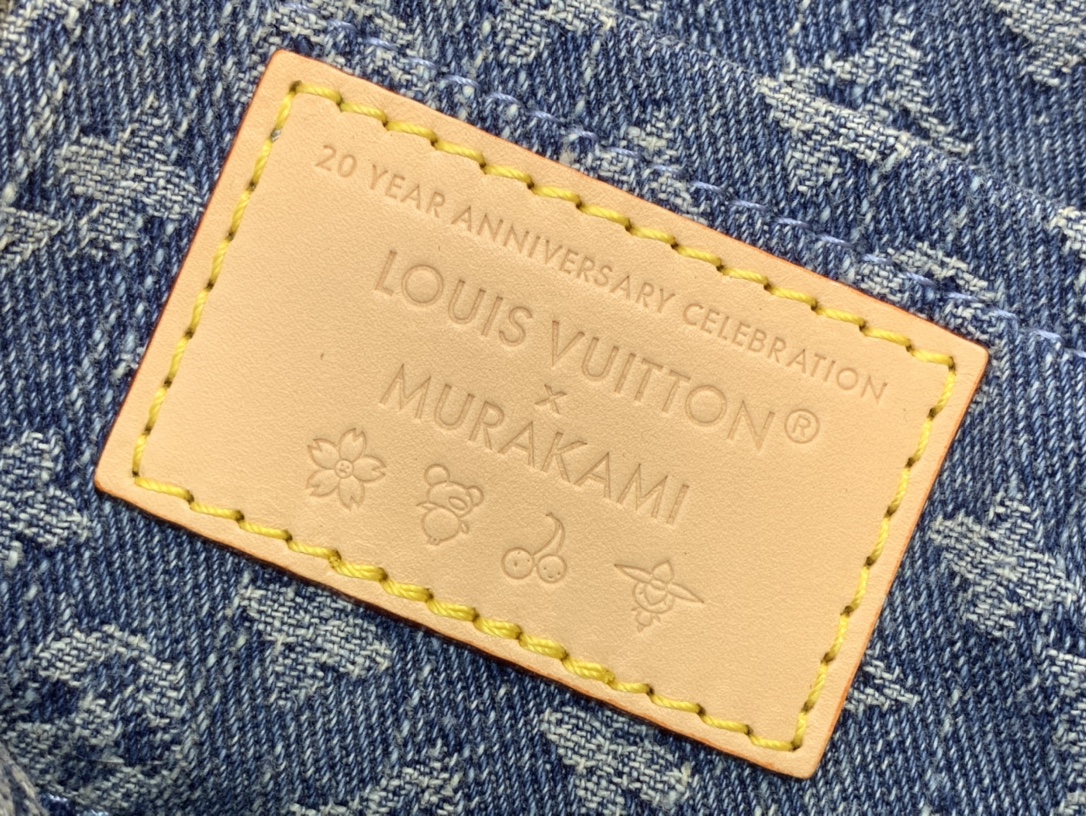 20 YEAR ANNIVERSARY CELEBRATION
LOUIS VUITTON®
×
MURAKAMI